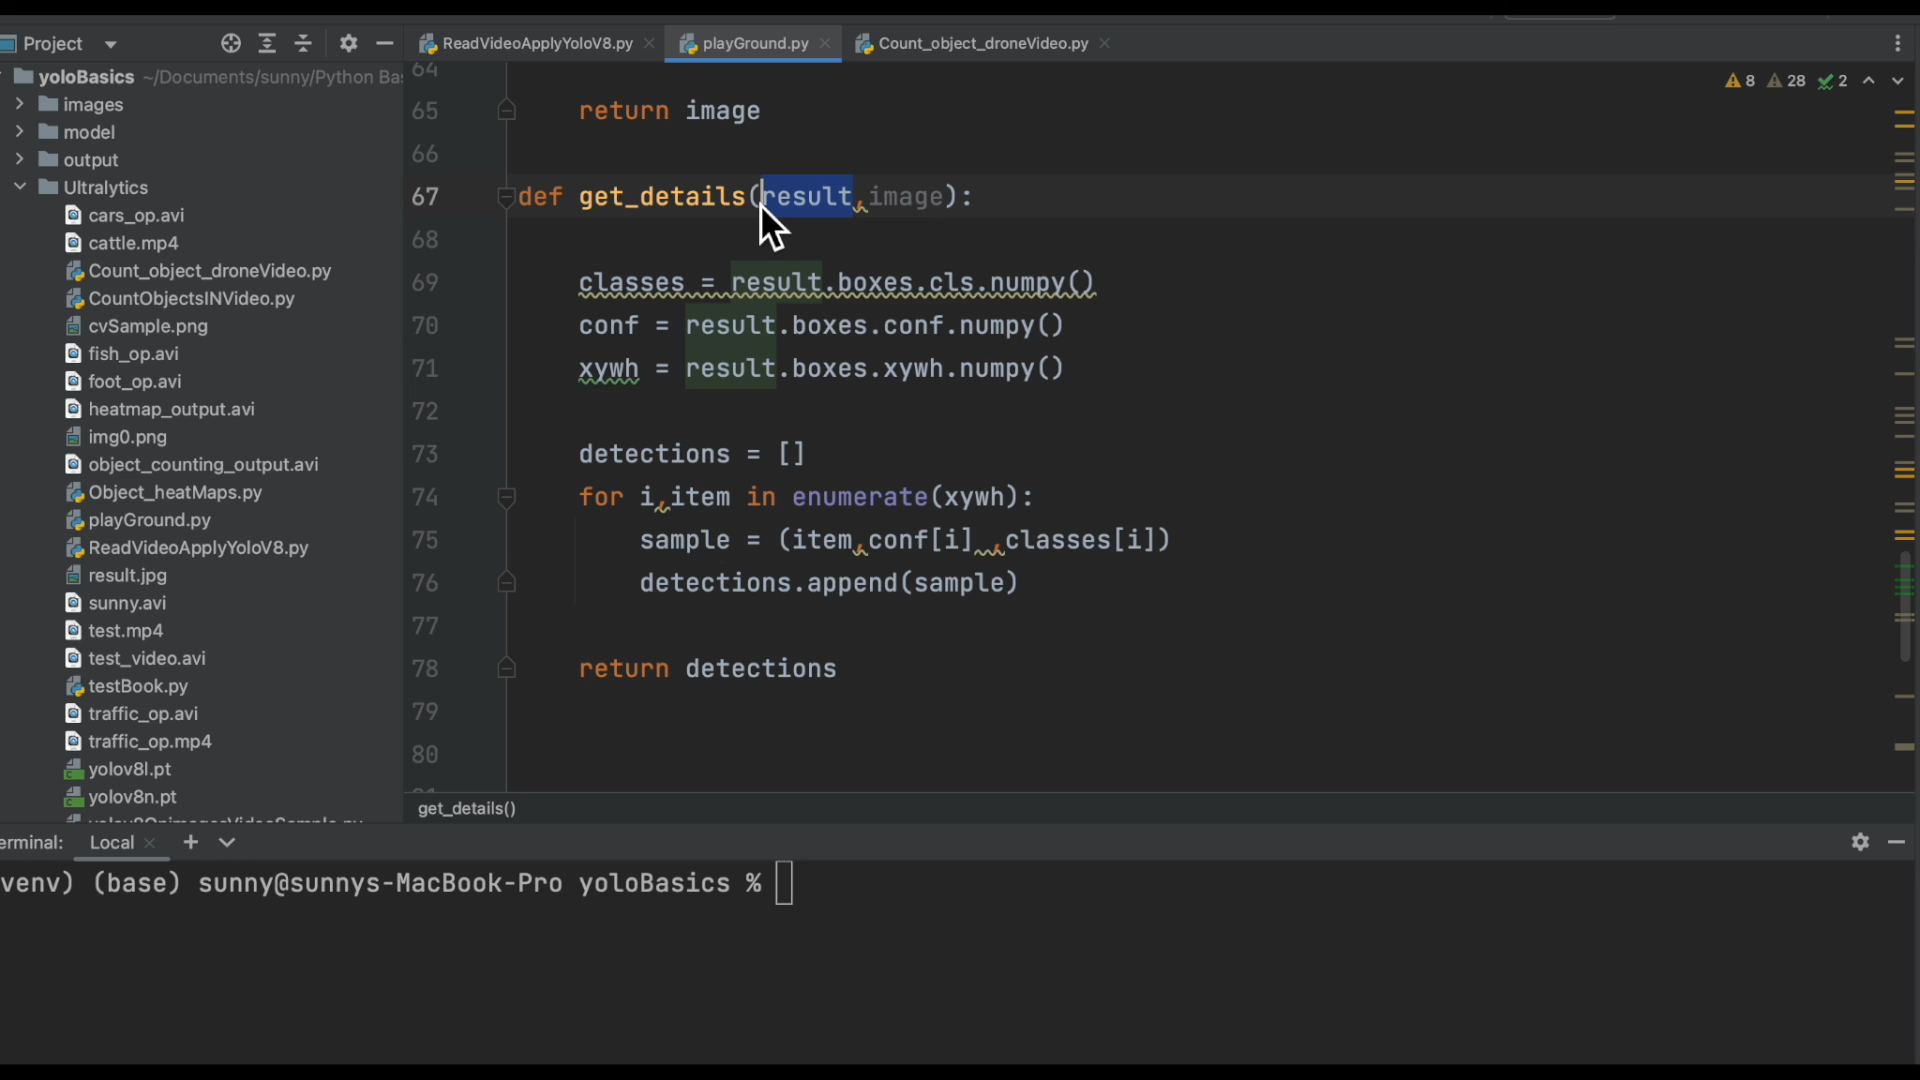 Project
ReadVideoApplyYoloV8.py
playGround.py
Count_object_droneVideo.py
yoloBasics ~/Documents/sunny/Python Ba
images
model
output
Ultralytics
cars_op.avi
cattle.mp4
Count_object_droneVideo.py
CountObjectsINVideo.py
cvSample.png
fish_op.avi
foot_op.avi
heatmap_output.avi
img0.png
object_counting_output.avi
Object_heatMaps.py
playGround.py
ReadVideoApplyYoloV8.py
result.jpg
sunny.avi
test.mp4
test_video.avi
testBook.py
traffic_op.avi
traffic_op.mp4
yolov8l.pt
yolov8n.pt
8 28 2
64
65 return image
66
67 def get_details(result,image):
68
69 classes = result.boxes.cls.numpy()
70 conf = result.boxes.conf.numpy()
71 xywh = result.boxes.xywh.numpy()
72
73 detections = []
74 for i,item in enumerate(xywh):
75 sample = (item,conf[i] ,classes[i])
76 detections.append(sample)
77
78 return detections
79
80
get_details()
erminal: Local
venv) (base) sunny@sunnys-MacBook-Pro yoloBasics %